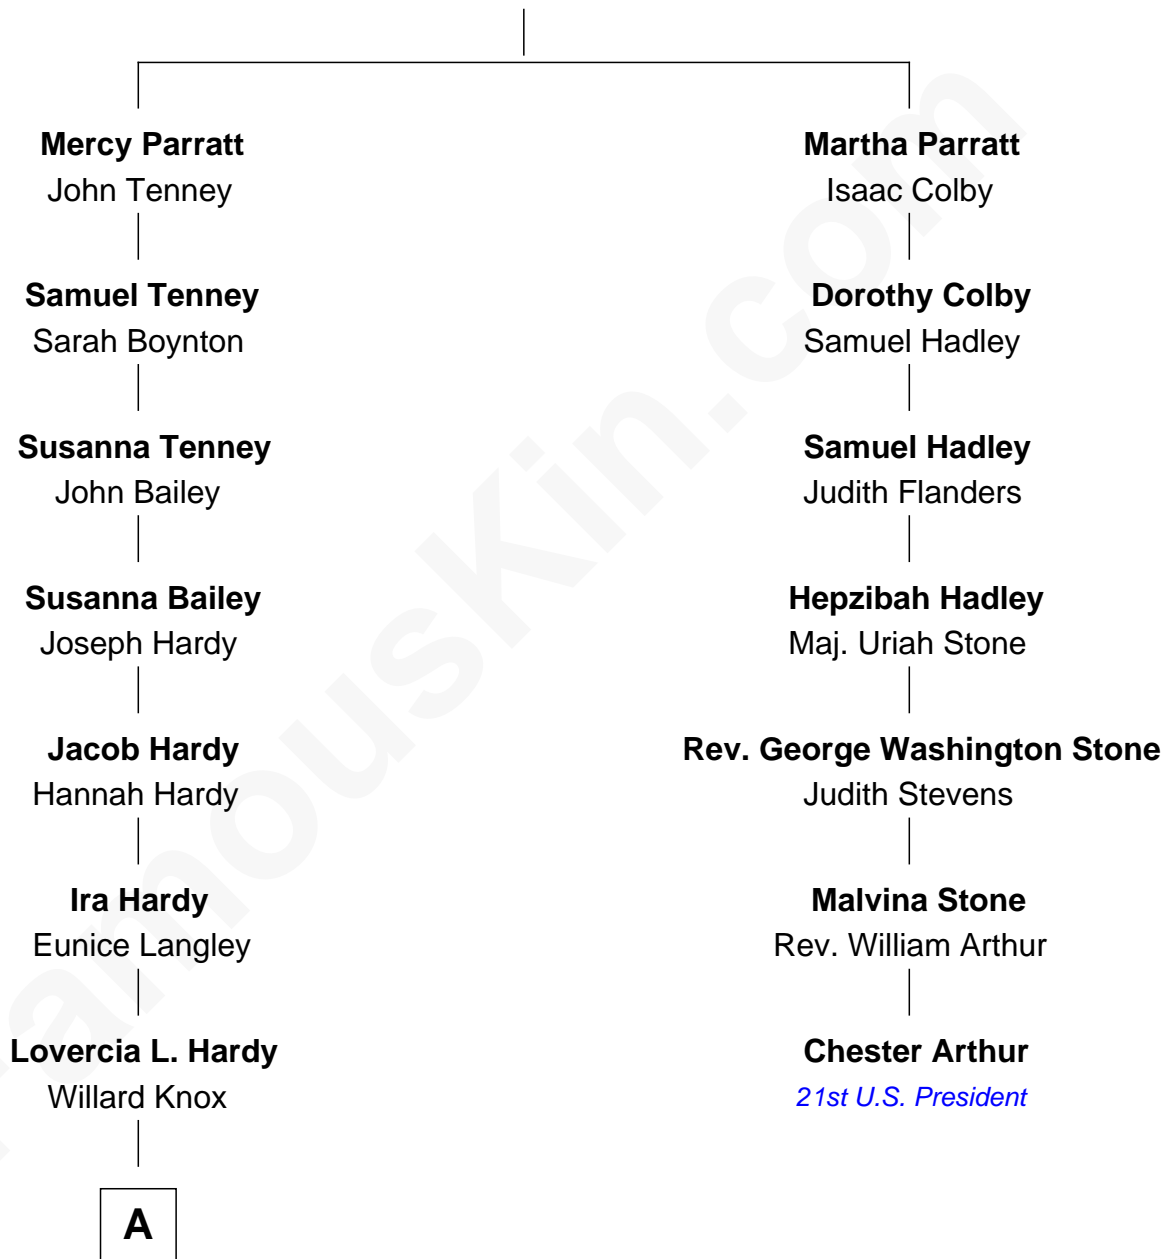 Mercy Parratt
John Tenney
Martha Parratt
Isaac Colby
Samuel Tenney
Sarah Boynton
Dorothy Colby
Samuel Hadley
Susanna Tenney
John Bailey
Samuel Hadley
Judith Flanders
Susanna Bailey
Joseph Hardy
Hepzibah Hadley
Maj. Uriah Stone
Jacob Hardy
Hannah Hardy
Rev. George Washington Stone
Judith Stevens
Ira Hardy
Eunice Langley
Malvina Stone
Rev. William Arthur
Lovercia L. Hardy
Willard Knox
Chester Arthur
21st U.S. President
A
FamousKin.com